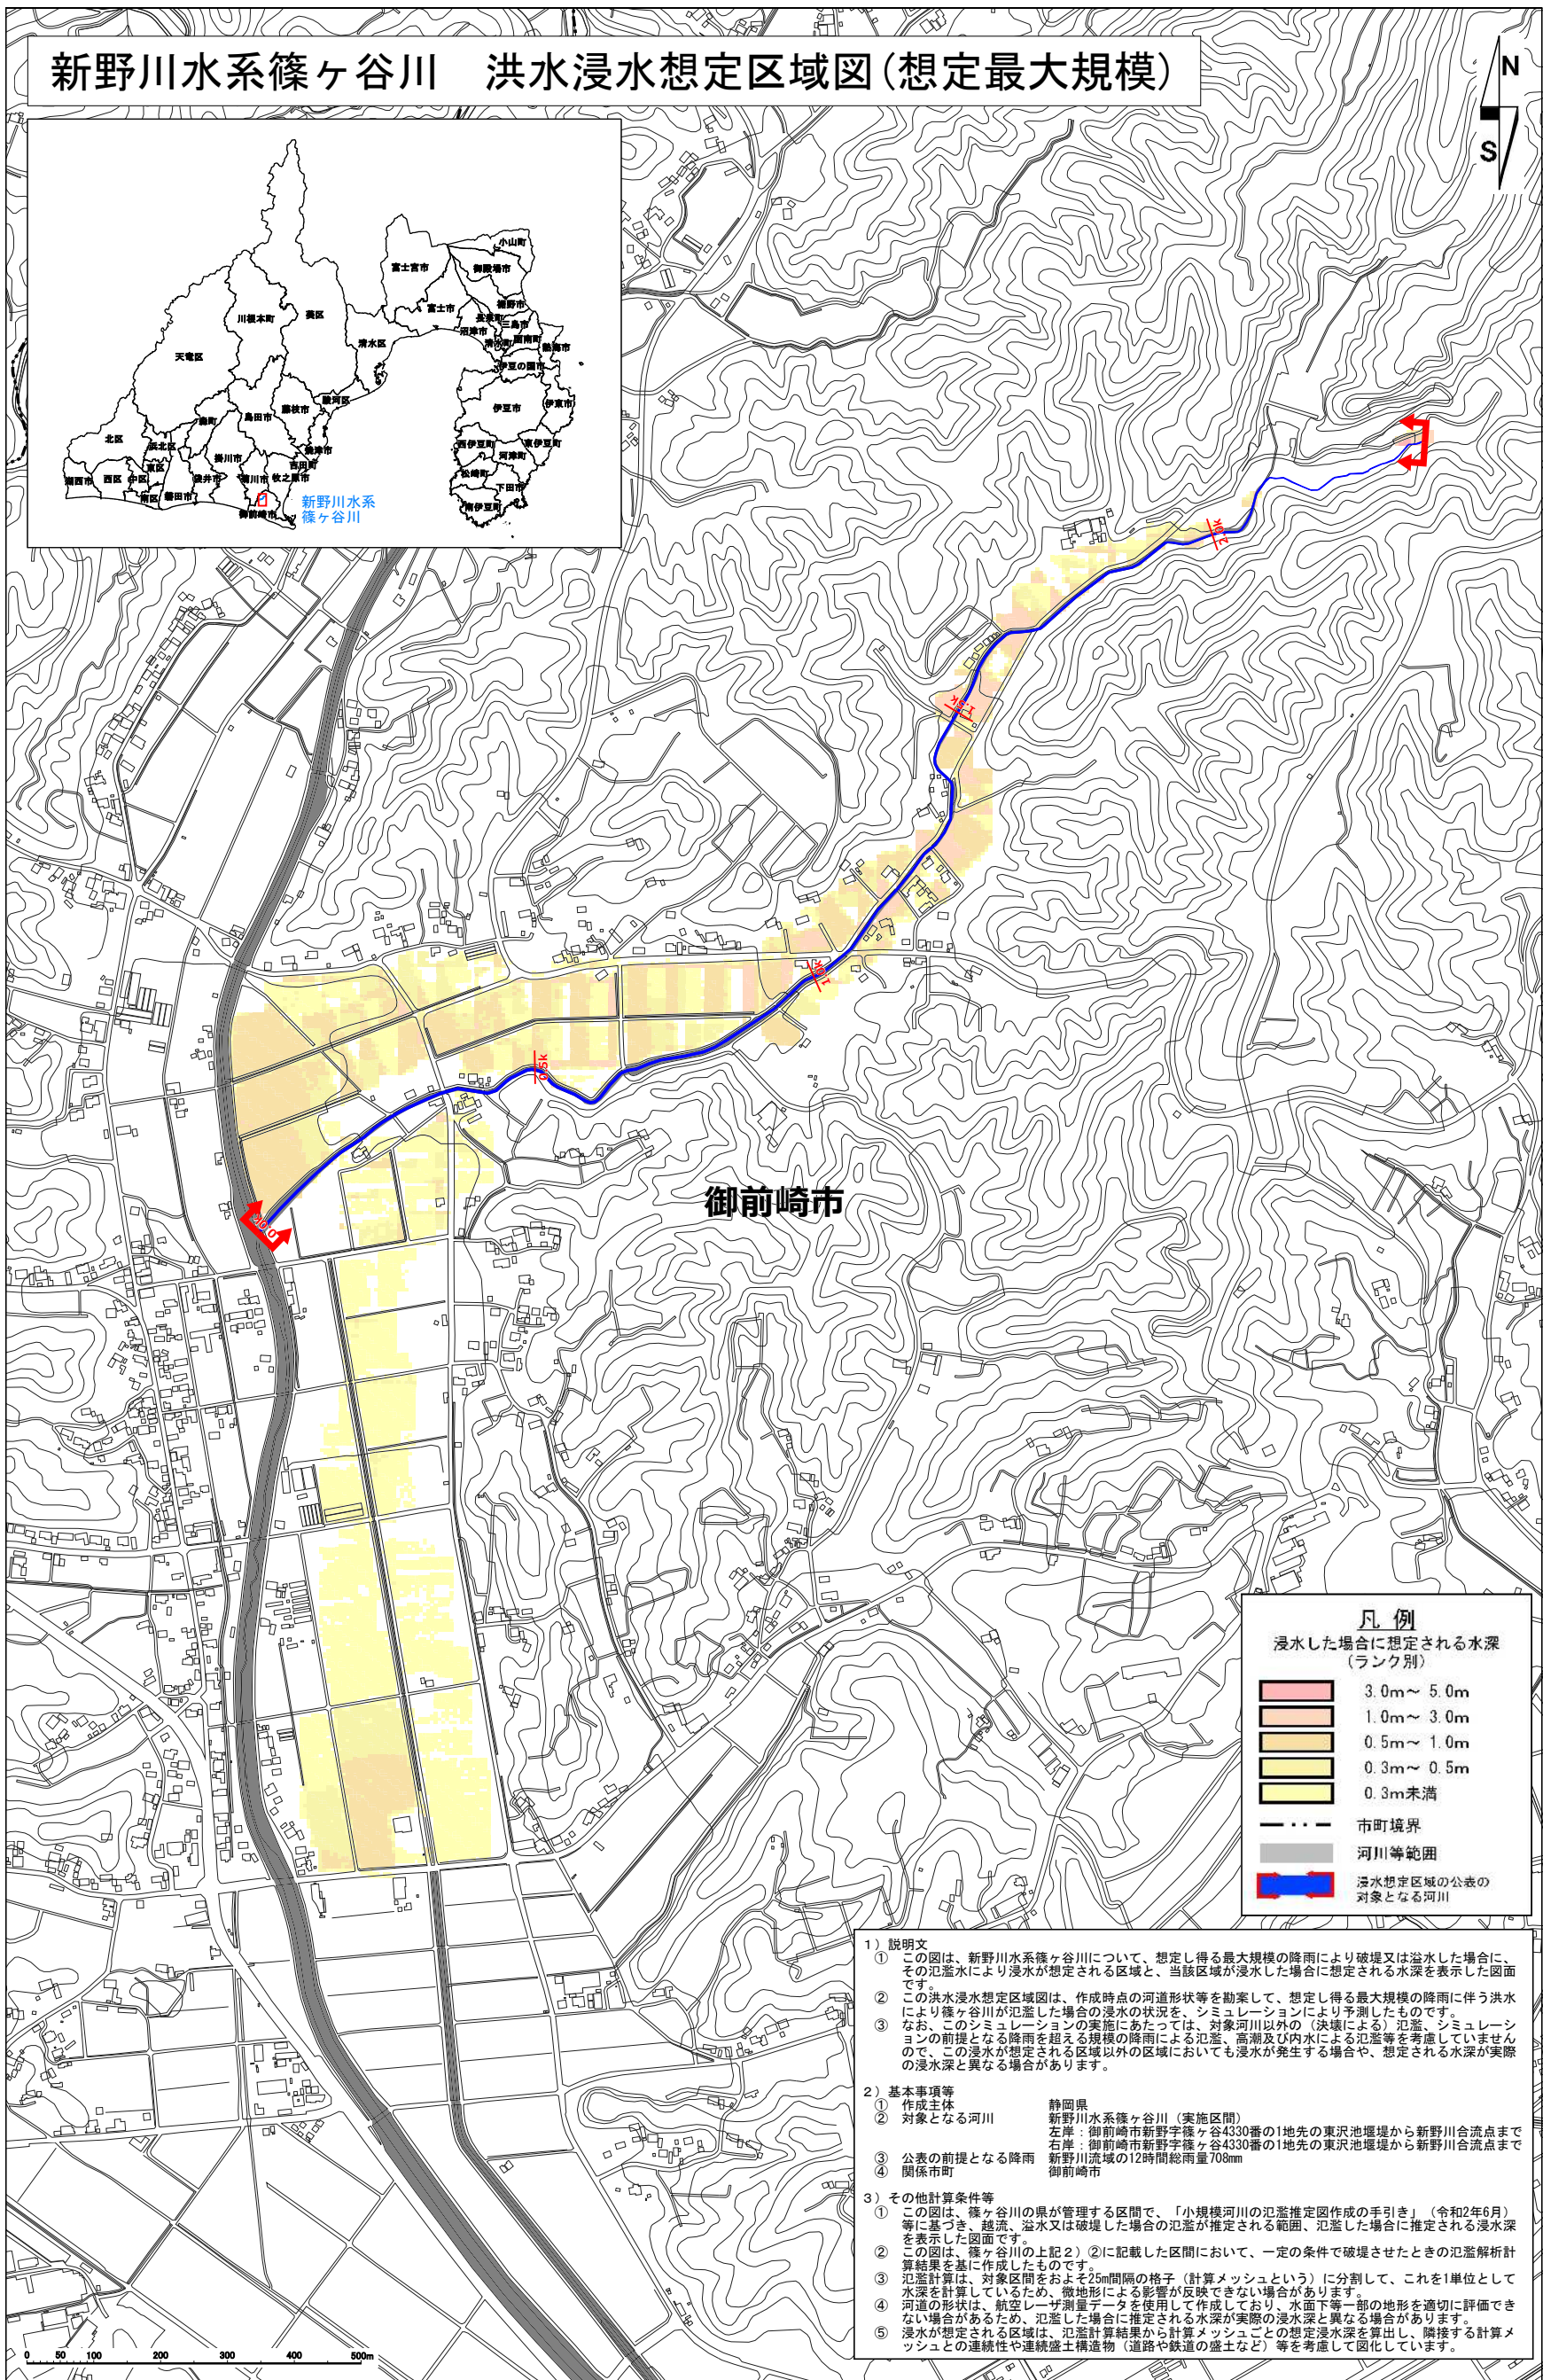 新野川水系篠ヶ谷川　洪水浸水想定区域図(想定最大規模)
N
S
小山町
富士宮市
御殿場市
裾野市
富士市
長泉町
三島市
沼津市
清水町
函南町
熱海市
伊豆の国市
川根本町
葵区
清水区
天竜区
伊豆市
伊東市
駿河区
藤枝市
島田市
森町
西伊豆町
東伊豆町
北区
浜北区
焼津市
河津町
掛川市
吉田町
松崎町
東区
湖西市
西区
中区
袋井市
菊川市
牧之原市
下田市
南区
磐田市
南伊豆町
御前崎市
新野川水系
篠ヶ谷川
2.0k
1.5k
1.0k
0.5k
0.0k
御前崎市
凡 例
浸水した場合に想定される水深
(ランク別)
3.0m～ 5.0m
1.0m～ 3.0m
0.5m～ 1.0m
0.3m～ 0.5m
0.3m未満
市町境界
河川等範囲
浸水想定区域の公表の
対象となる河川
1）説明文
① この図は、新野川水系篠ヶ谷川について、想定し得る最大規模の降雨により破堤又は溢水した場合に、
その氾濫水により浸水が想定される区域と、当該区域が浸水した場合に想定される水深を表示した図面
です。
② この洪水浸水想定区域図は、作成時点の河道形状等を勘案して、想定し得る最大規模の降雨に伴う洪水
により篠ヶ谷川が氾濫した場合の浸水の状況を、シミュレーションにより予測したものです。
③ なお、このシミュレーションの実施にあたっては、対象河川以外の（決壊による）氾濫、シミュレーシ
ョンの前提となる降雨を超える規模の降雨による氾濫、高潮及び内水による氾濫等を考慮していません
ので、この浸水が想定される区域以外の区域においても浸水が発生する場合や、想定される水深が実際
の浸水深と異なる場合があります。
2）基本事項等
① 作成主体 静岡県
② 対象となる河川 新野川水系篠ヶ谷川（実施区間）
左岸：御前崎市新野字篠ヶ谷4330番の1地先の東沢池堰堤から新野川合流点まで
右岸：御前崎市新野字篠ヶ谷4330番の1地先の東沢池堰堤から新野川合流点まで
③ 公表の前提となる降雨 新野川流域の12時間総雨量708mm
④ 関係市町 御前崎市
3）その他計算条件等
① この図は、篠ヶ谷川の県が管理する区間で、「小規模河川の氾濫推定図作成の手引き」（令和2年6月）
等に基づき、越流、溢水又は破堤した場合の氾濫が推定される範囲、氾濫した場合に推定される浸水深
を表示した図面です。
② この図は、篠ヶ谷川の上記２）②に記載した区間において、一定の条件で破堤させたときの氾濫解析計
算結果を基に作成したものです。
③ 氾濫計算は、対象区間をおよそ25m間隔の格子（計算メッシュという）に分割して、これを1単位として
水深を計算しているため、微地形による影響が反映できない場合があります。
④ 河道の形状は、航空レーザ測量データを使用して作成しており、水面下等一部の地形を適切に評価でき
ない場合があるため、氾濫した場合に推定される水深が実際の浸水深と異なる場合があります。
⑤ 浸水が想定される区域は、氾濫計算結果から計算メッシュごとの想定浸水深を算出し、隣接する計算メ
ッシュとの連続性や連続盛土構造物（道路や鉄道の盛土など）等を考慮して図化しています。
0 50 100 200 300 400 500m